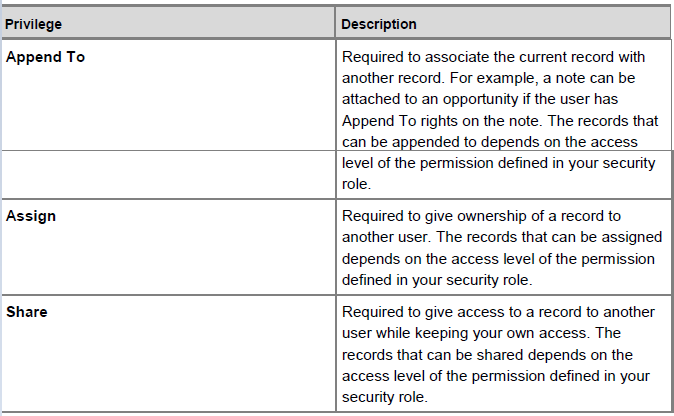 Privilege
Description
Append To
Required to associate the current record with
another record. For example, a note can be
attached to an opportunity if the user has
Append To rights on the note. The records that
can be appended to depends on the access
level of the permission defined in your security
role.
Assign
Required to give ownership of a record to
another user. The records that can be assigned
depends on the access level of the permission
defined in your security role.
Share
Required to give access to a record to another
user while keeping your own access. The
records that can be shared depends on the
access level of the permission defined in your
security role.